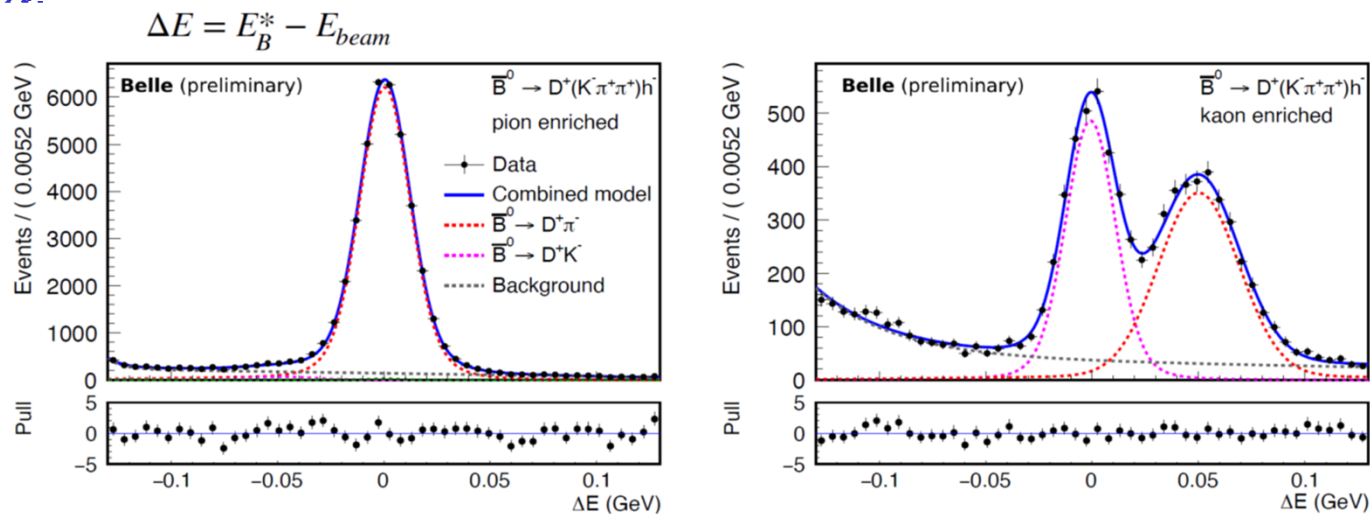 ΔE = E*_B − E_beam
Belle (preliminary)
B̅⁰ → D⁺(K⁻π⁺π⁺)h⁻
pion enriched
Data
Combined model
B̅⁰ → D⁺π⁻
B̅⁰ → D⁺K⁻
Background
Events / ( 0.0052 GeV )
6000
5000
4000
3000
2000
1000
0
Pull
5
0
−5
−0.1 −0.05 0 0.05 0.1
ΔE (GeV)
Belle (preliminary)
B̅⁰ → D⁺(K⁻π⁺π⁺)h⁻
kaon enriched
Events / ( 0.0052 GeV )
500
400
300
200
100
0
Pull
5
0
−5
−0.1 −0.05 0 0.05 0.1
ΔE (GeV)